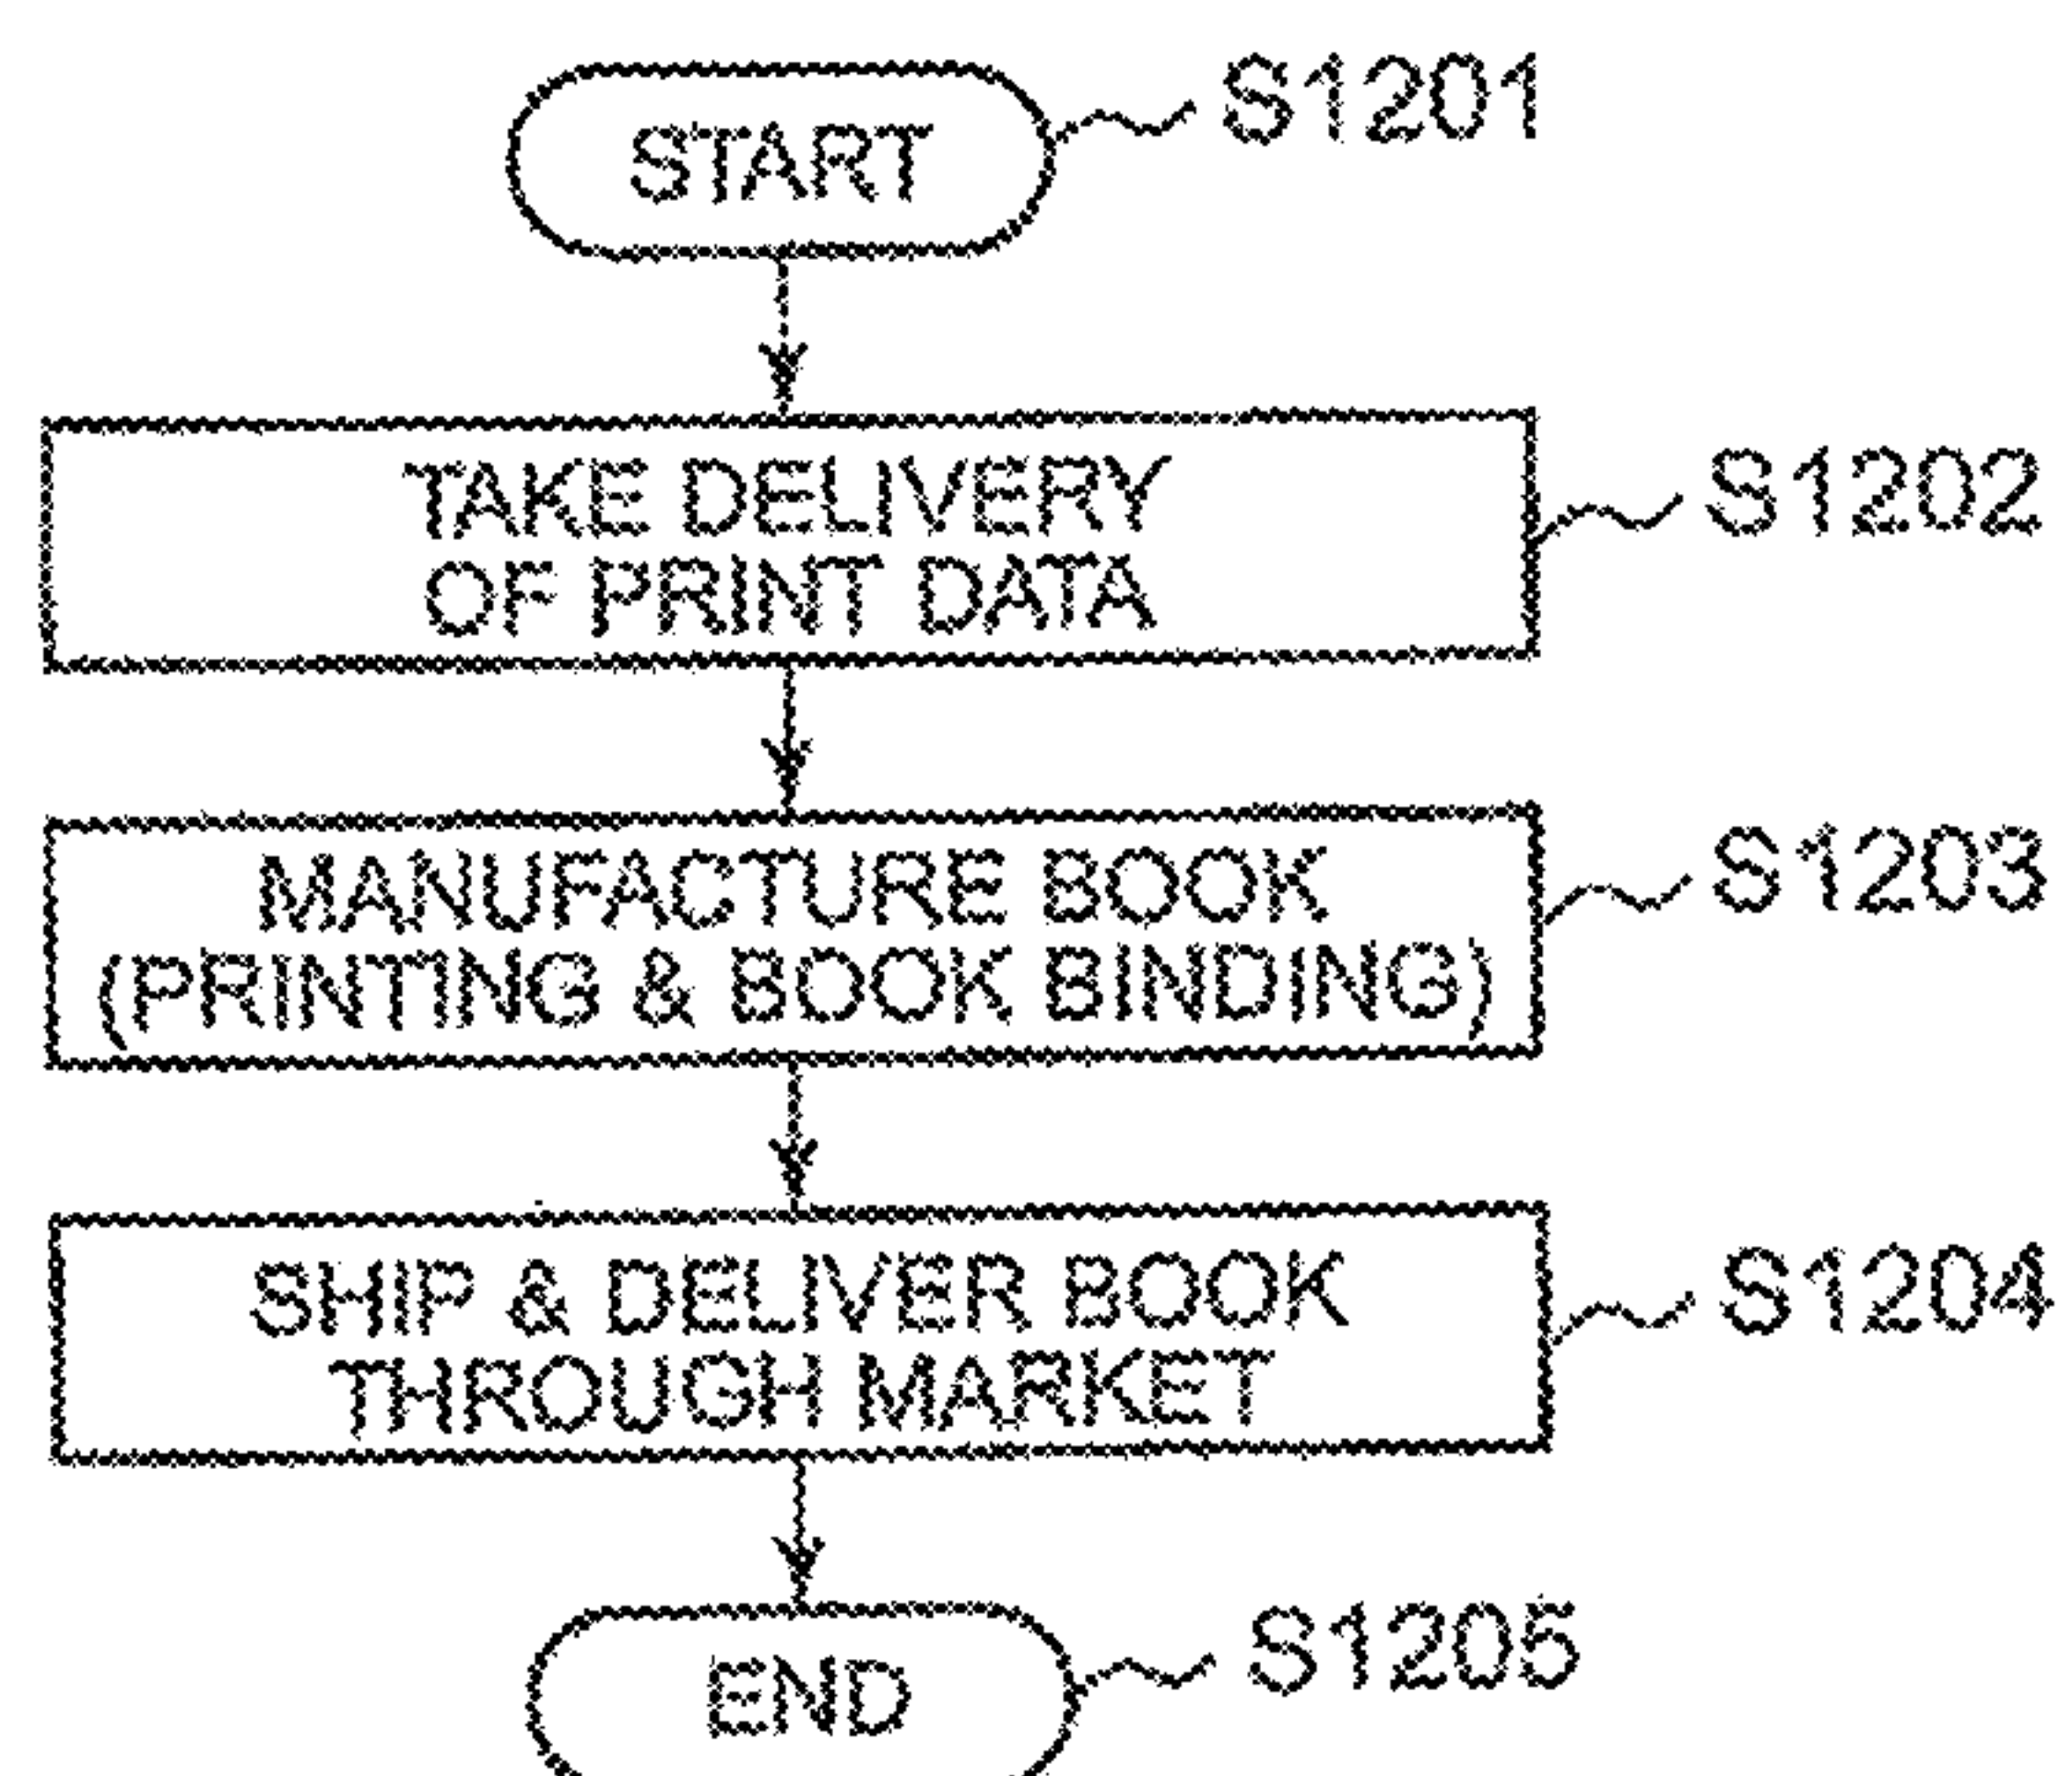 START
S1201
TAKE DELIVERY
OF PRINT DATA
S1202
MANUFACTURE BOOK
(PRINTING & BOOK BINDING)
S1203
SHIP & DELIVER BOOK
THROUGH MARKET
S1204
END
S1205